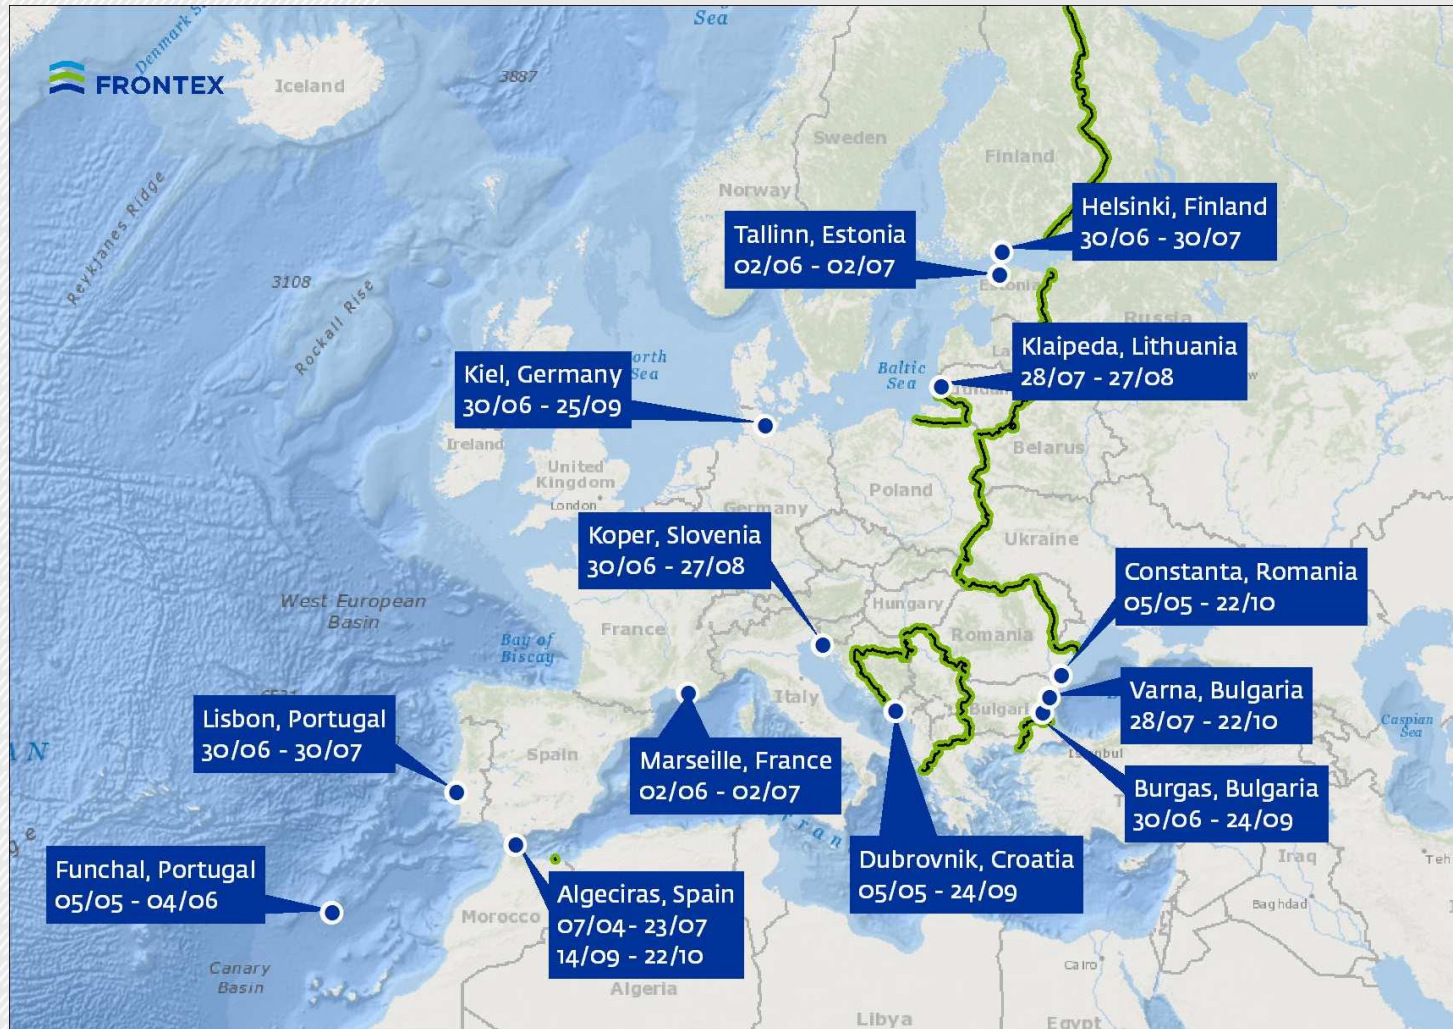 Sea
Denmark
FRONTEX
Iceland
3887
Sweden
Finland
Norway
Reykjanes Ridge
Helsinki, Finland
30/06 - 30/07
Tallinn, Estonia
02/06 - 02/07
3108
Rockall Rise
Estonia
Russia
Klaipeda, Lithuania
28/07 - 27/08
Baltic
Sea
Sea
Kiel, Germany
30/06 - 25/09
Ireland
United
Kingdom
London
Belarus
Poland
Germany
Koper, Slovenia
30/06 - 27/08
Ukraine
Constanta, Romania
05/05 - 22/10
West European
Basin
Hungary
France
Bay of
Biscay
Romania
Italy
Varna, Bulgaria
28/07 - 22/10
Lisbon, Portugal
30/06 - 30/07
Caspian
Sea
Spain
Marseille, France
02/06 - 02/07
Burgas, Bulgaria
30/06 - 24/09
Dubrovnik, Croatia
05/05 - 24/09
Iraq
Funchal, Portugal
05/05 - 04/06
Algeciras, Spain
07/04 - 23/07
14/09 - 22/10
Baghdad
Morocco
Canary
Basin
Cairo
Algeria
Libya
Egypt